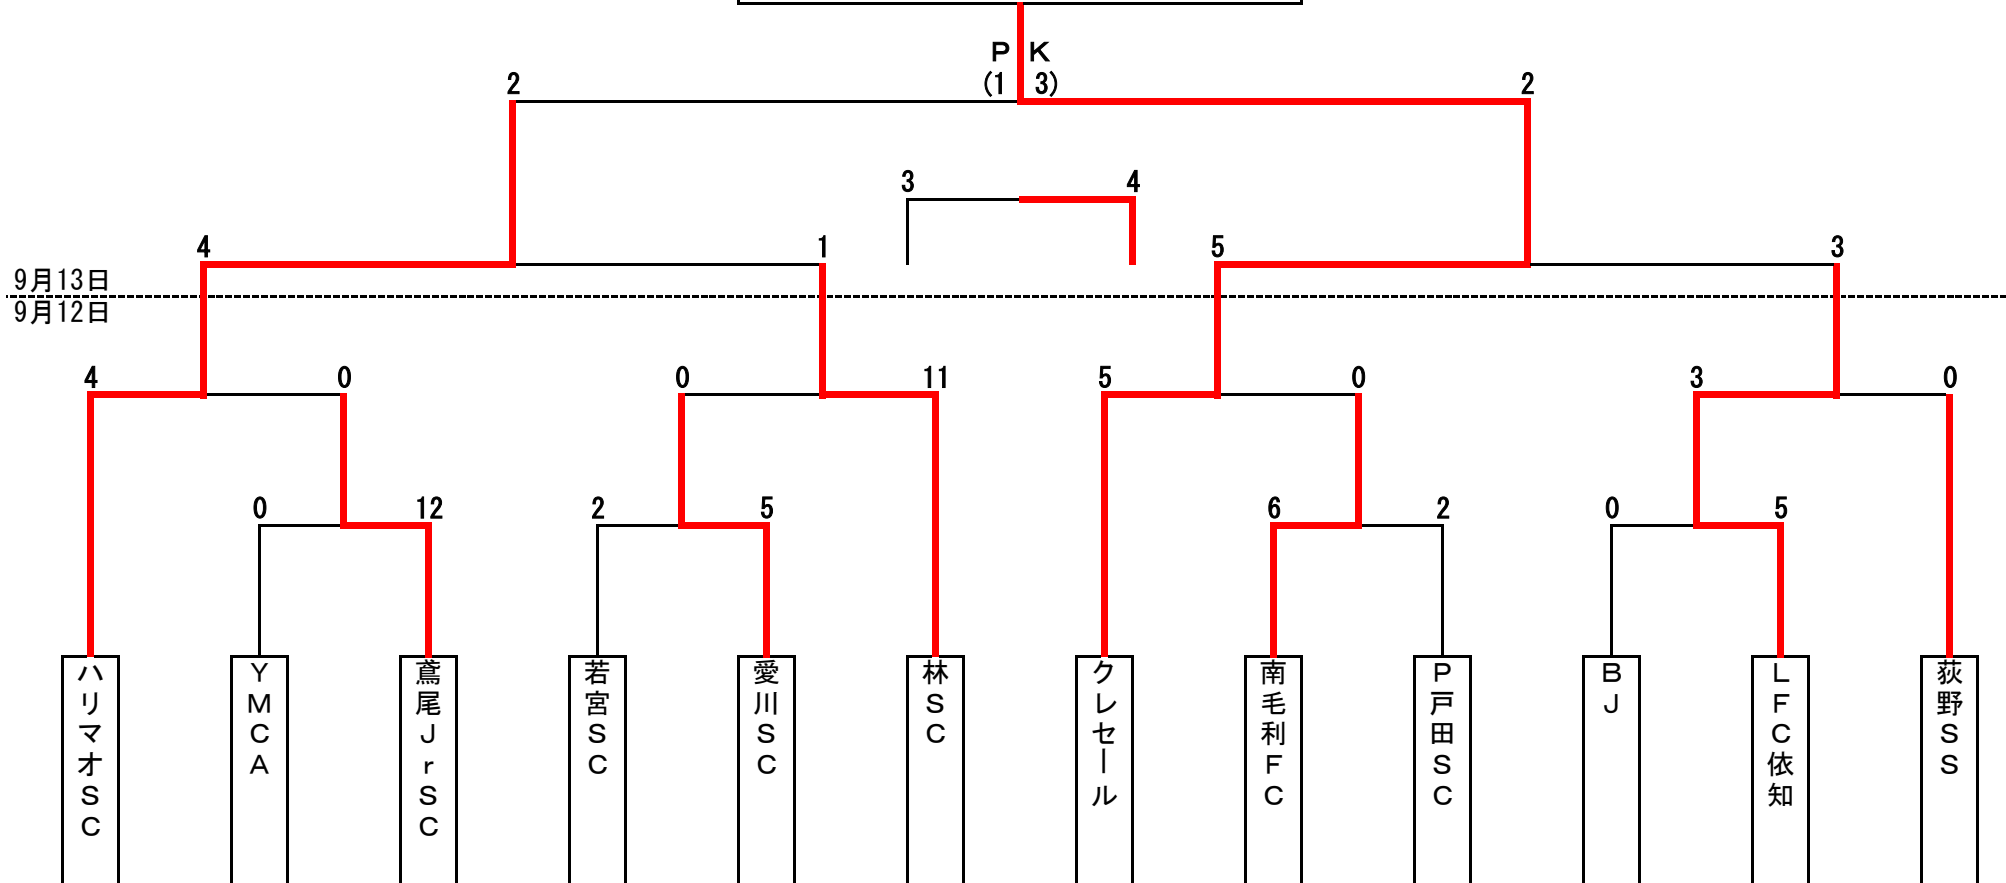 Ｐ Ｋ
2 (1 3) 2
3 4
4 1 5 3
9月13日
9月12日
4 0 0 11 5 0 3 0
0 12 2 5 6 2 0 5
ハリマオＳＣ
ＹＭＣＡ
鳶尾ＪｒＳＣ
若宮ＳＣ
愛川ＳＣ
林ＳＣ
クレセール
南毛利ＦＣ
Ｐ戸田ＳＣ
ＢＪ
ＬＦＣ依知
荻野ＳＳ